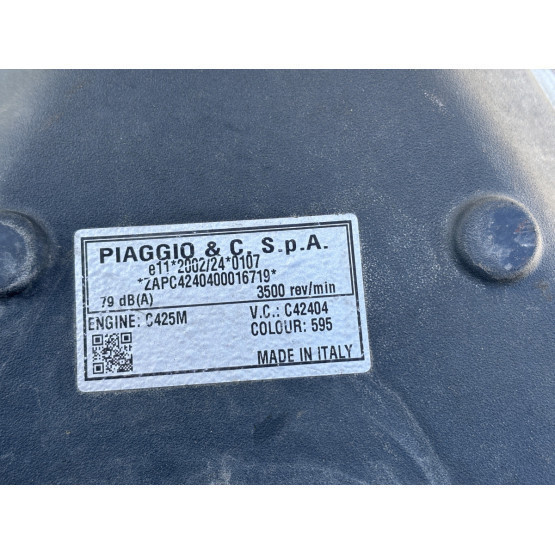 PIAGGIO & C. S.p.A.
e11*2002/24*0107
*ZAPC4240400016719*
79 dB(A) 3500 rev/min
ENGINE: C425M V.C.: C42404
COLOUR: 595
MADE IN ITALY